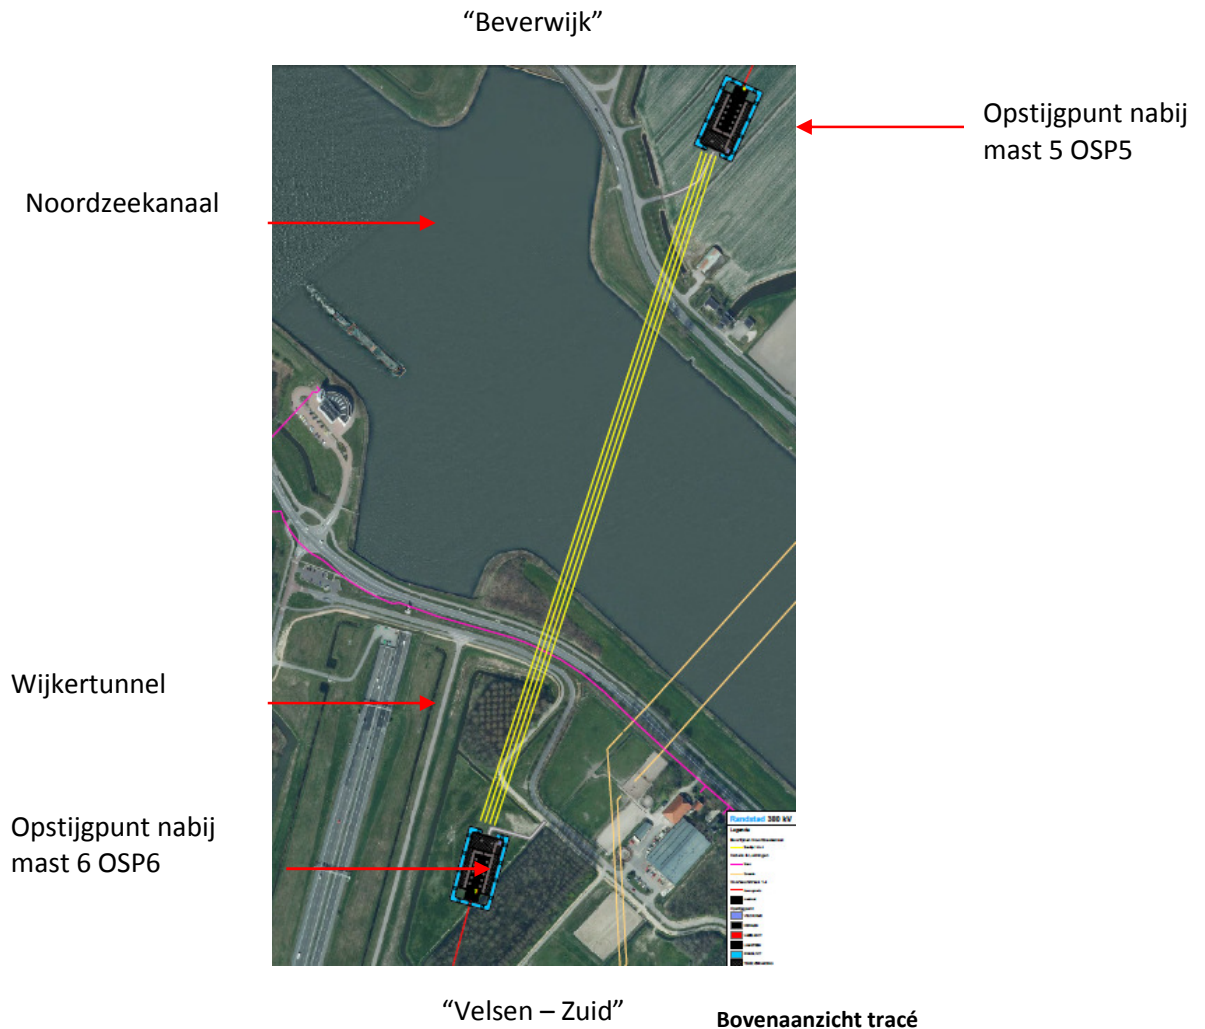 “Beverwijk”
Opstijgpunt nabij
mast 5 OSP5
Noordzeekanaal
Wijkertunnel
Opstijgpunt nabij
mast 6 OSP6
Randstad 380 kV
Legenda
“Velsen – Zuid”
Bovenaanzicht tracé